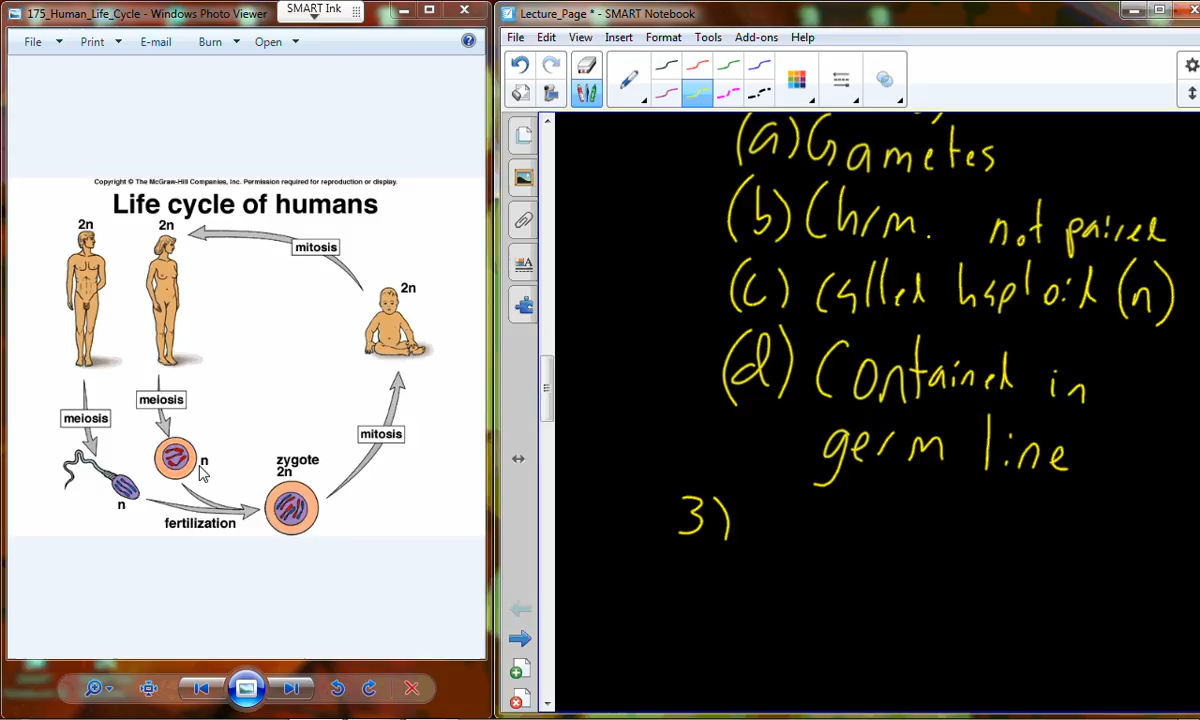 175_Human_Life_Cycle - Windows Photo Viewer
SMART Ink
File Print E-mail Burn Open
Copyright © The McGraw-Hill Companies, Inc. Permission required for reproduction or display.
Life cycle of humans
2n 2n
mitosis
2n
meiosis
meiosis
mitosis
n
zygote
2n
n
fertilization
Lecture_Page * - SMART Notebook
File Edit View Insert Format Tools Add-ons Help
(a) Gametes
(b) Chrm. not paired
(c) called haploid (n)
(d) Contained in
germ line
3)